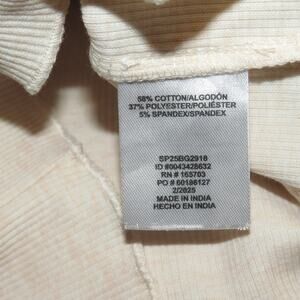 58% COTTON/ALGODÓN
37% POLYESTER/POLIÉSTER
5% SPANDEX/SPANDEX
SP25BG2918
ID #0043428632
RN # 163703
PO # 60186127
2/2025
MADE IN INDIA
HECHO EN INDIA